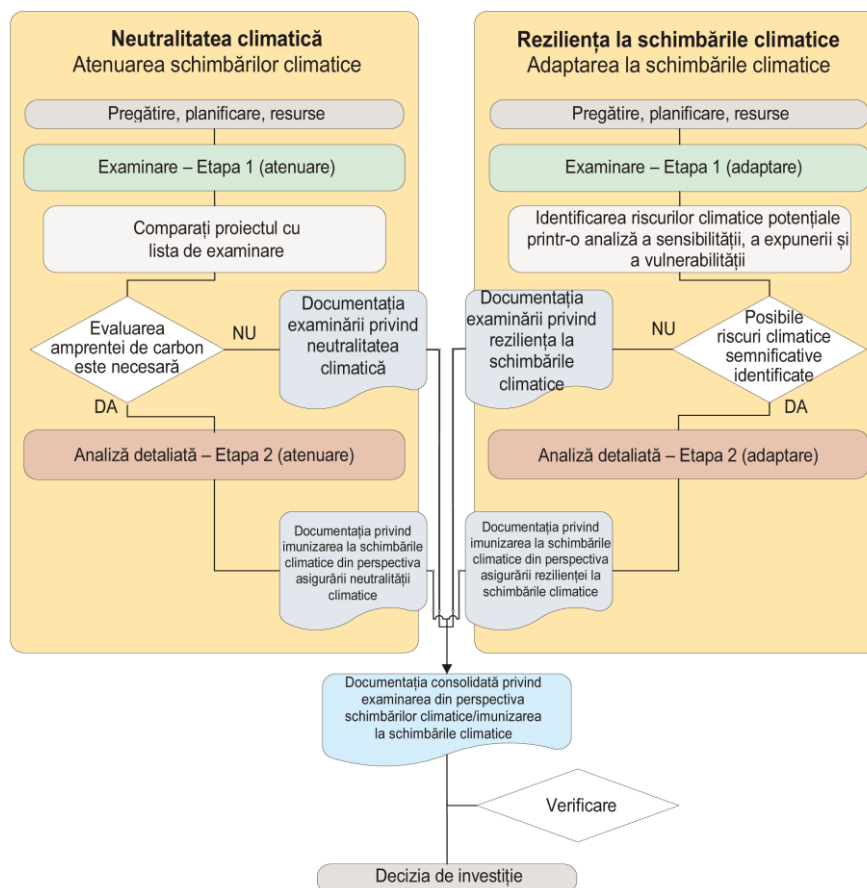 Neutralitatea climatică
Atenuarea schimbărilor climatice
Pregătire, planificare, resurse
Examinare – Etapa 1 (atenuare)
Comparați proiectul cu
lista de examinare
Evaluarea
amprentei de carbon
este necesară
NU
DA
Documentația
examinării privind
neutralitatea
climatică
Analiză detaliată – Etapa 2 (atenuare)
Documentația privind
imunizarea la schimbările
climatice din perspectiva
asigurării neutralității
climatice
Reziliența la schimbările climatice
Adaptarea la schimbările climatice
Pregătire, planificare, resurse
Examinare – Etapa 1 (adaptare)
Identificarea riscurilor climatice potențiale
printr-o analiză a sensibilității, a expunerii și
a vulnerabilității
Posibile
riscuri climatice
semnificative
identificate
NU
DA
Documentația
examinării privind
reziliența la
schimbările
climatice
Analiză detaliată – Etapa 2 (adaptare)
Documentația privind
imunizarea la schimbările
climatice din perspectiva
asigurării rezilienței la
schimbările climatice
Documentația consolidată privind
examinarea din perspectiva
schimbărilor climatice/imunizarea
la schimbările climatice
Verificare
Decizia de investiție